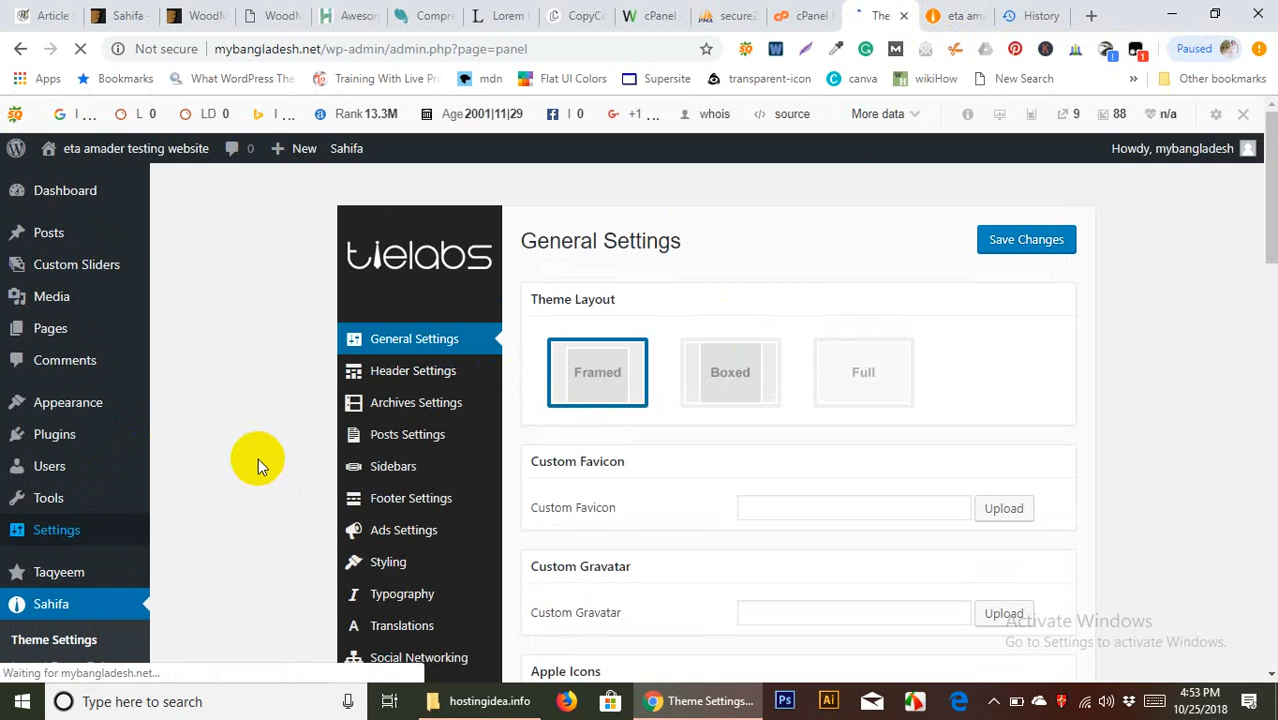 Article s
Sahifa -
WoodM
WoodM
Aweson
Compre
Lorem I
CopyCo
cPanel -
secure2
cPanel F
The
eta ama
History
Not secure
mybangladesh.net/wp-admin/admin.php?page=panel
Paused
Apps
Bookmarks
What WordPress The
Training With Live Pr
mdn
Flat UI Colors
Supersite
transparent-icon
canva
wikiHow
New Search
Other bookmarks
I ...
L 0
LD 0
I ...
Rank 13.3M
Age 2001|11|29
I 0
+1 ...
whois
source
More data
9
88
n/a
eta amader testing website
0
New
Sahifa
Howdy, mybangladesh
Dashboard
Posts
Custom Sliders
Media
Pages
Comments
Appearance
Plugins
Users
Tools
Settings
Taqyeem
Sahifa
Theme Settings
Waiting for mybangladesh.net...
tielabs
General Settings
Header Settings
Archives Settings
Posts Settings
Sidebars
Footer Settings
Ads Settings
Styling
Typography
Translations
Social Networking
General Settings
Save Changes
Theme Layout
Framed
Boxed
Full
Custom Favicon
Custom Favicon
Upload
Custom Gravatar
Custom Gravatar
Upload
Apple Icons
Activate Windows
Go to Settings to activate Windows.
Type here to search
hostingidea.info
Theme Settings...
4:53 PM
10/25/2018